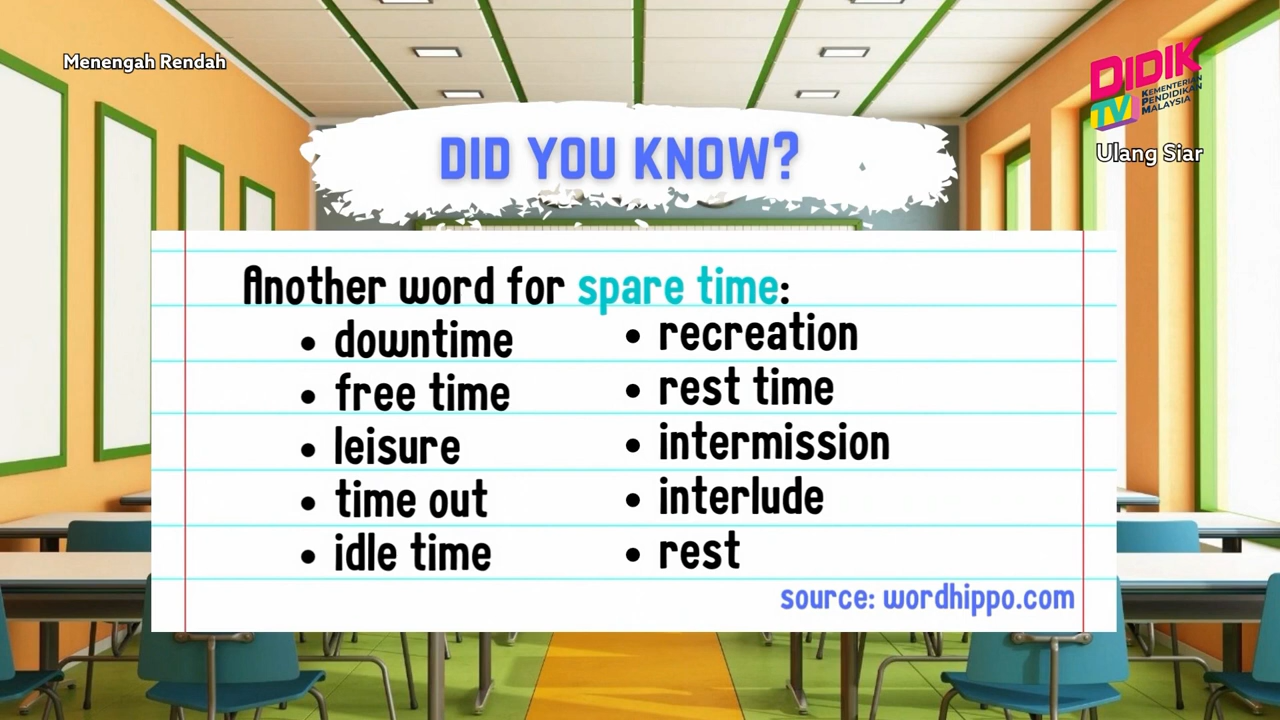 Menengah Rendah
DIDIK
TV
KEMENTERIAN
PENDIDIKAN
MALAYSIA
Ulang Siar
DID YOU KNOW?
Another word for spare time:
• downtime
• free time
• leisure
• time out
• idle time
• recreation
• rest time
• intermission
• interlude
• rest
source: wordhippo.com